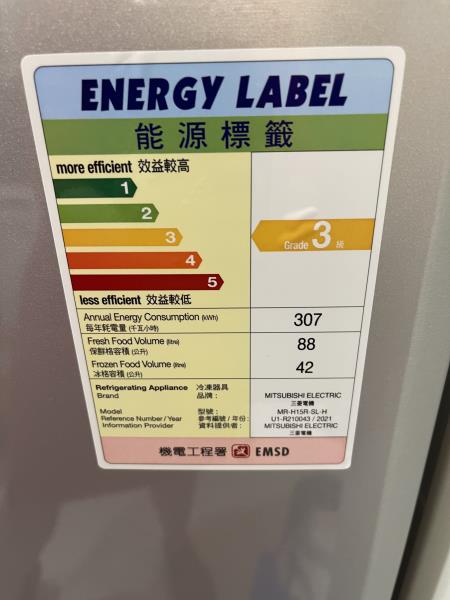 ENERGY LABEL
能源標籤
more efficient 效益較高
1
2
3
4
5
Grade 3 級
less efficient 效益較低
Annual Energy Consumption (kWh) 307
每年耗電量 (千瓦小時)
Fresh Food Volume (litre) 88
保鮮格容積 (公升)
Frozen Food Volume (litre) 42
冰格容積 (公升)
Refrigerating Appliance 冷凍器具
Brand 品牌： MITSUBISHI ELECTRIC
三菱電機
Model 型號： MR-H15R-SL-H
Reference Number / Year 參考編號 / 年份： U1-R210043 / 2021
Information Provider 資料提供者： MITSUBISHI ELECTRIC
三菱電機
機電工程署 EMSD